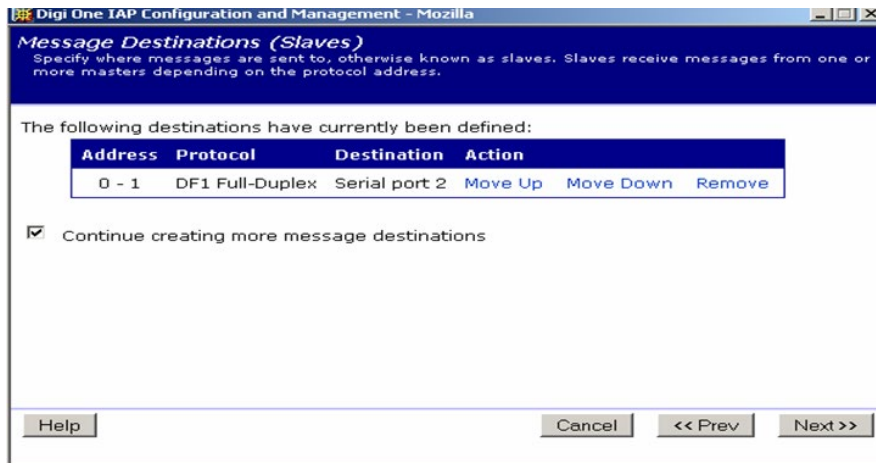 Digi One IAP Configuration and Management - Mozilla
Message Destinations (Slaves)
Specify where messages are sent to, otherwise known as slaves. Slaves receive messages from one or
more masters depending on the protocol address.
The following destinations have currently been defined:
Address Protocol Destination Action
0 - 1 DF1 Full-Duplex Serial port 2 Move Up Move Down Remove
Continue creating more message destinations
Help Cancel << Prev Next >>